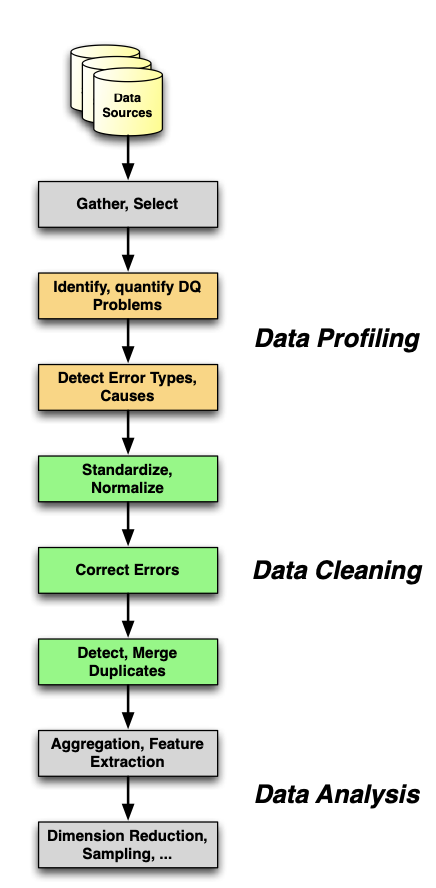 Data
Sources
Gather, Select
Identify, quantify DQ
Problems
Data Profiling
Detect Error Types,
Causes
Standardize,
Normalize
Correct Errors
Data Cleaning
Detect, Merge
Duplicates
Aggregation, Feature
Extraction
Data Analysis
Dimension Reduction,
Sampling, ...